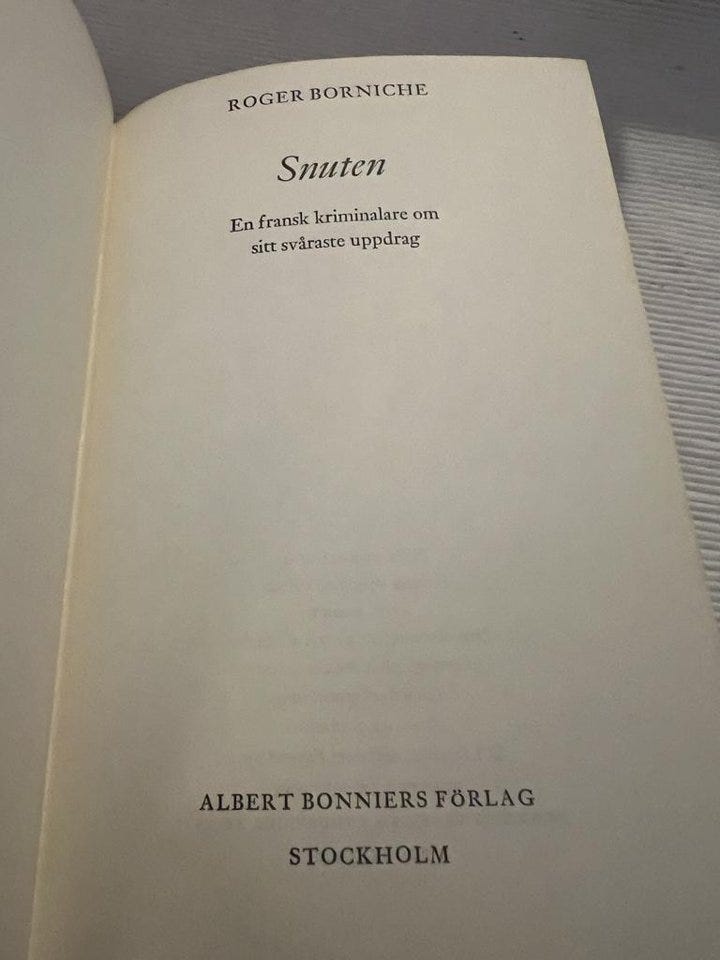 ROGER BORNICHE
Snuten
En fransk kriminalare om
sitt svåraste uppdrag
ALBERT BONNIERS FÖRLAG
STOCKHOLM